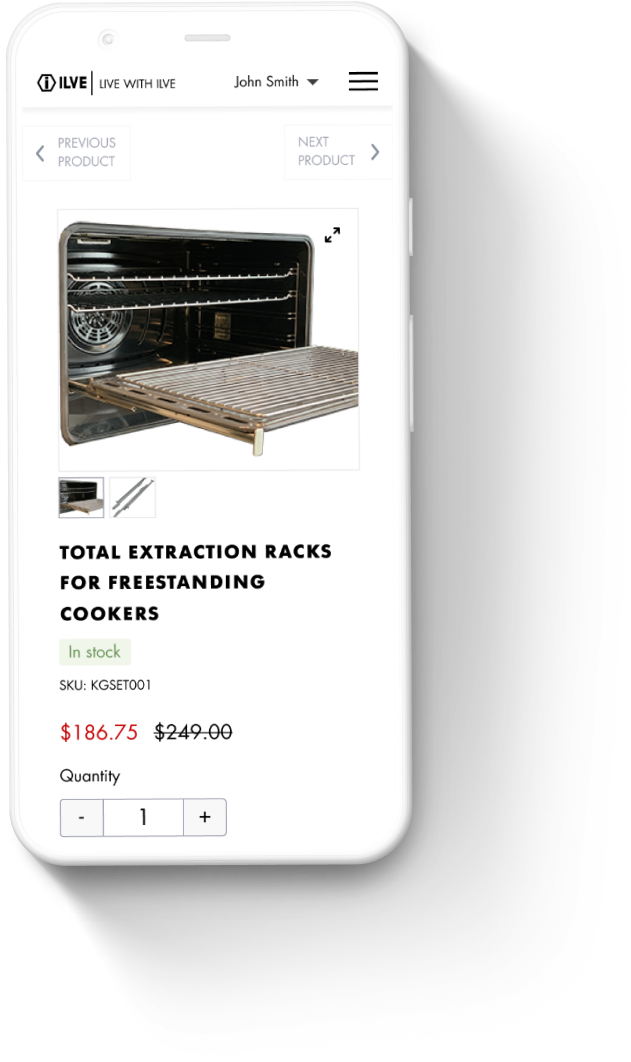 ILVE LIVE WITH ILVE John Smith
PREVIOUS
PRODUCT
NEXT
PRODUCT
TOTAL EXTRACTION RACKS
FOR FREESTANDING
COOKERS
In stock
SKU: KGSET001
$186.75 $249.00
Quantity
- 1 +